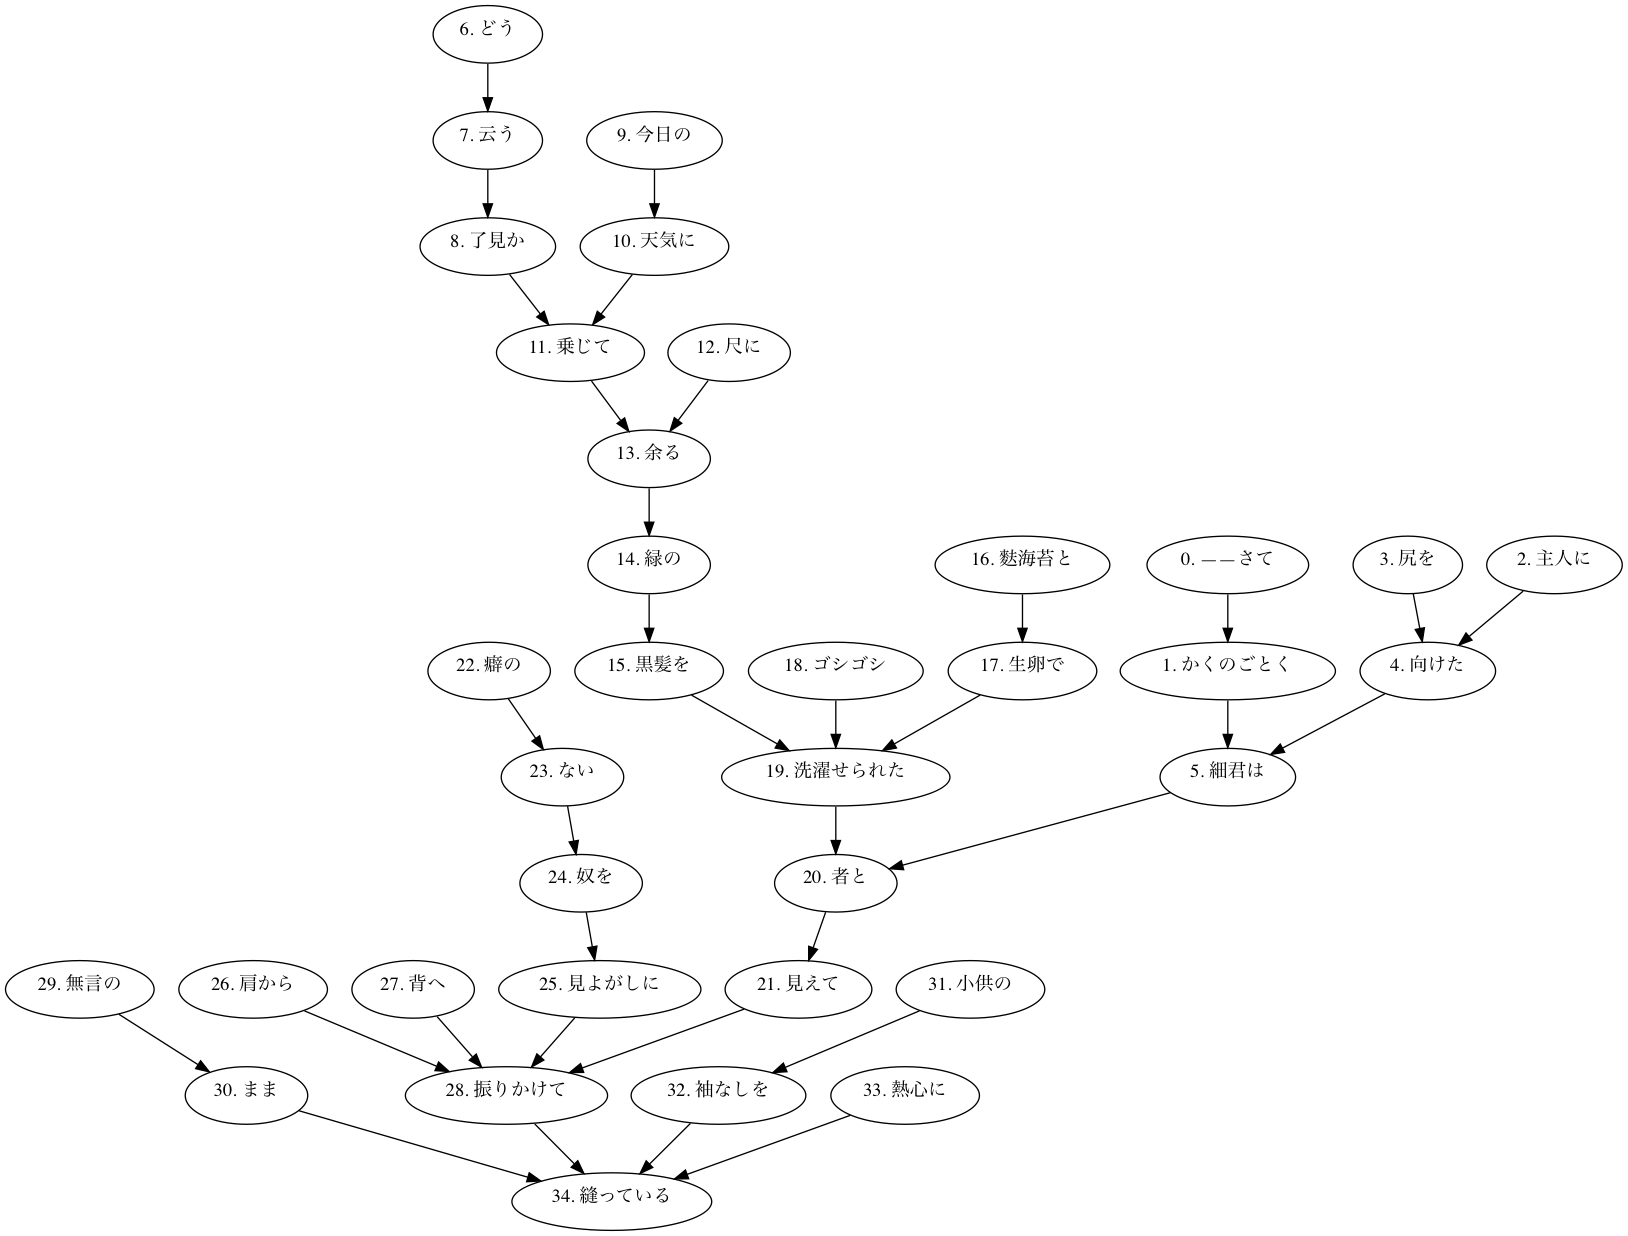 6. どう
7. 云う
9. 今日の
8. 了見か
10. 天気に
11. 乗じて
12. 尺に
13. 余る
14. 緑の
16. 麩海苔と
0. ——さて
3. 尻を
2. 主人に
22. 癖の
15. 黒髪を
18. ゴシゴシ
17. 生卵で
1. かくのごとく
4. 向けた
23. ない
19. 洗濯せられた
5. 細君は
24. 奴を
20. 者と
29. 無言の
26. 肩から
27. 背へ
25. 見よがしに
21. 見えて
31. 小供の
30. まま
28. 振りかけて
32. 袖なしを
33. 熱心に
34. 縫っている